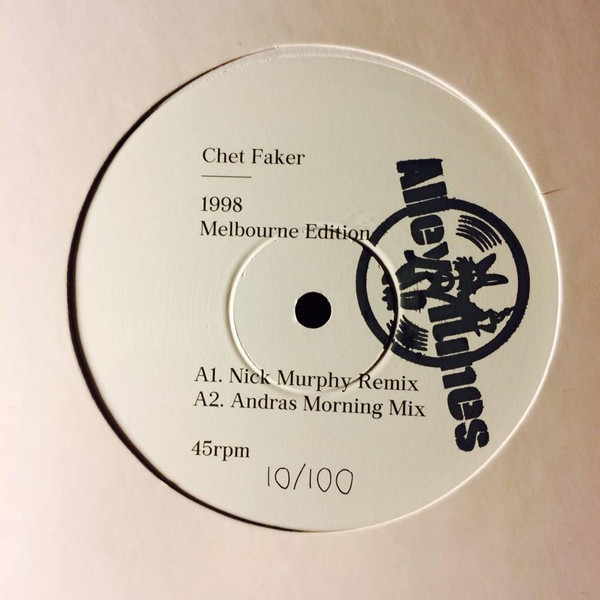 Chet Faker
1998
Melbourne Edition
Alley Tunes
A1. Nick Murphy Remix
A2. Andras Morning Mix
45rpm
10/100